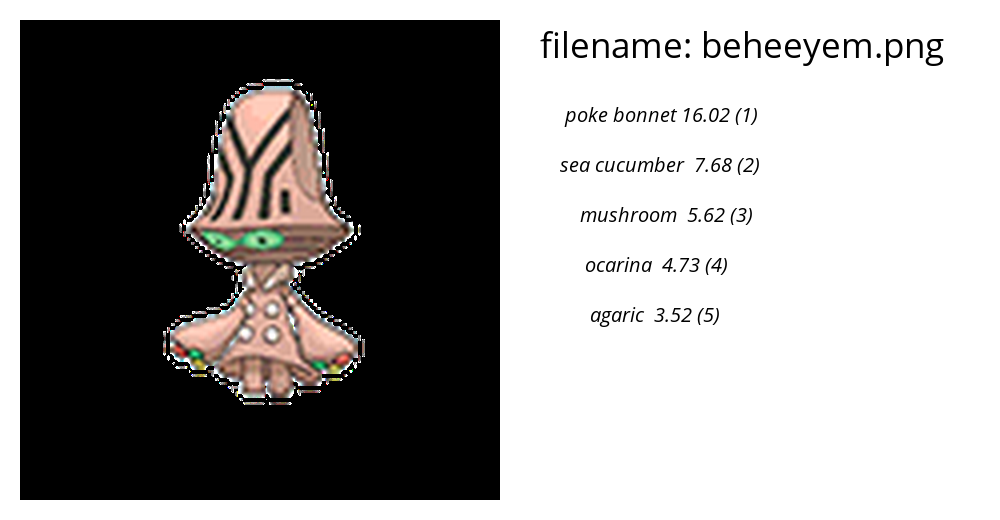 filename: beheeyem.png
poke bonnet 16.02 (1)
sea cucumber 7.68 (2)
mushroom 5.62 (3)
ocarina 4.73 (4)
agaric 3.52 (5)